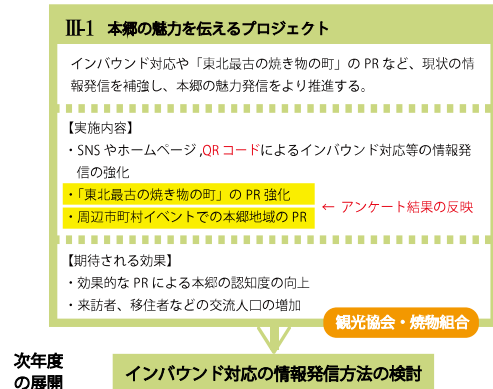 Ⅲ-1 本郷の魅力を伝えるプロジェクト
インバウンド対応や「東北最古の焼き物の町」の PR など、現状の情
報発信を補強し、本郷の魅力発信をより推進する。
【実施内容】
・SNS やホームページ ,QR コードによるインバウンド対応等の情報発
信の強化
・「東北最古の焼き物の町」の PR 強化
・周辺市町村イベントでの本郷地域の PR
← アンケート結果の反映
【期待される効果】
・効果的な PR による本郷の認知度の向上
・来訪者、移住者などの交流人口の増加
観光協会・焼物組合
次年度
の展開
インバウンド対応の情報発信方法の検討